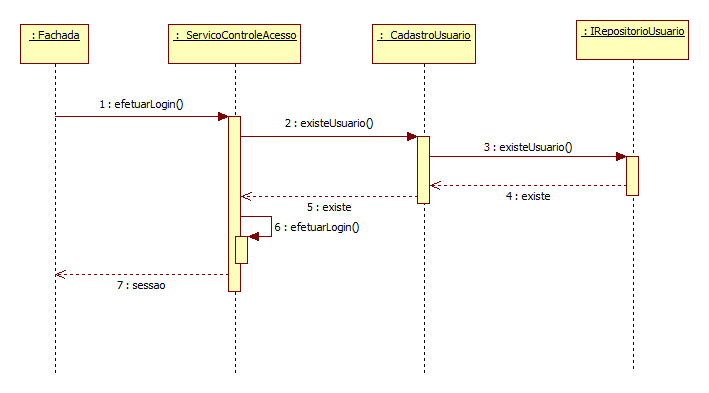 : Fachada
: ServicoControleAcesso
: CadastroUsuario
: IRepositorioUsuario
1 : efetuarLogin()
2 : existeUsuario()
3 : existeUsuario()
4 : existe
5 : existe
6 : efetuarLogin()
7 : sessao